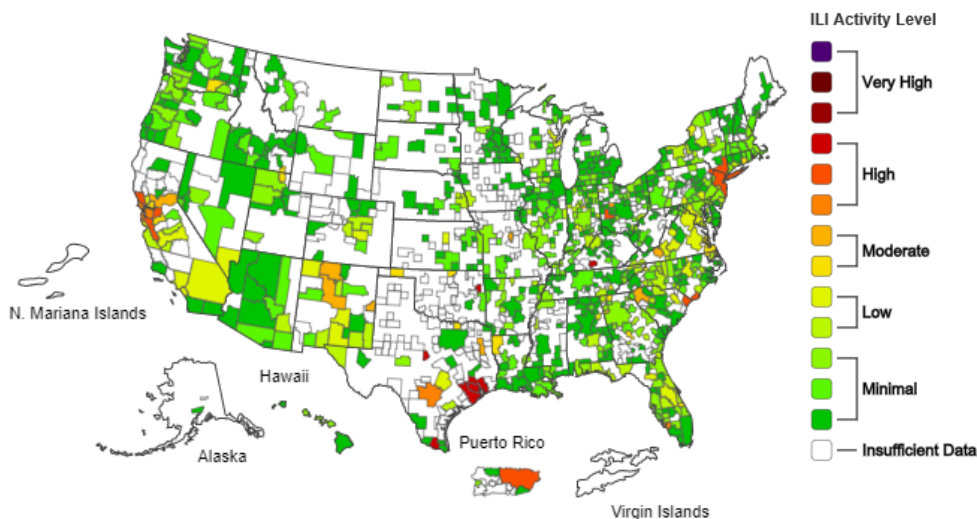 ILI Activity Level
Very High
High
Moderate
Low
Minimal
Insufficient Data
N. Mariana Islands
Hawaii
Alaska
Puerto Rico
Virgin Islands